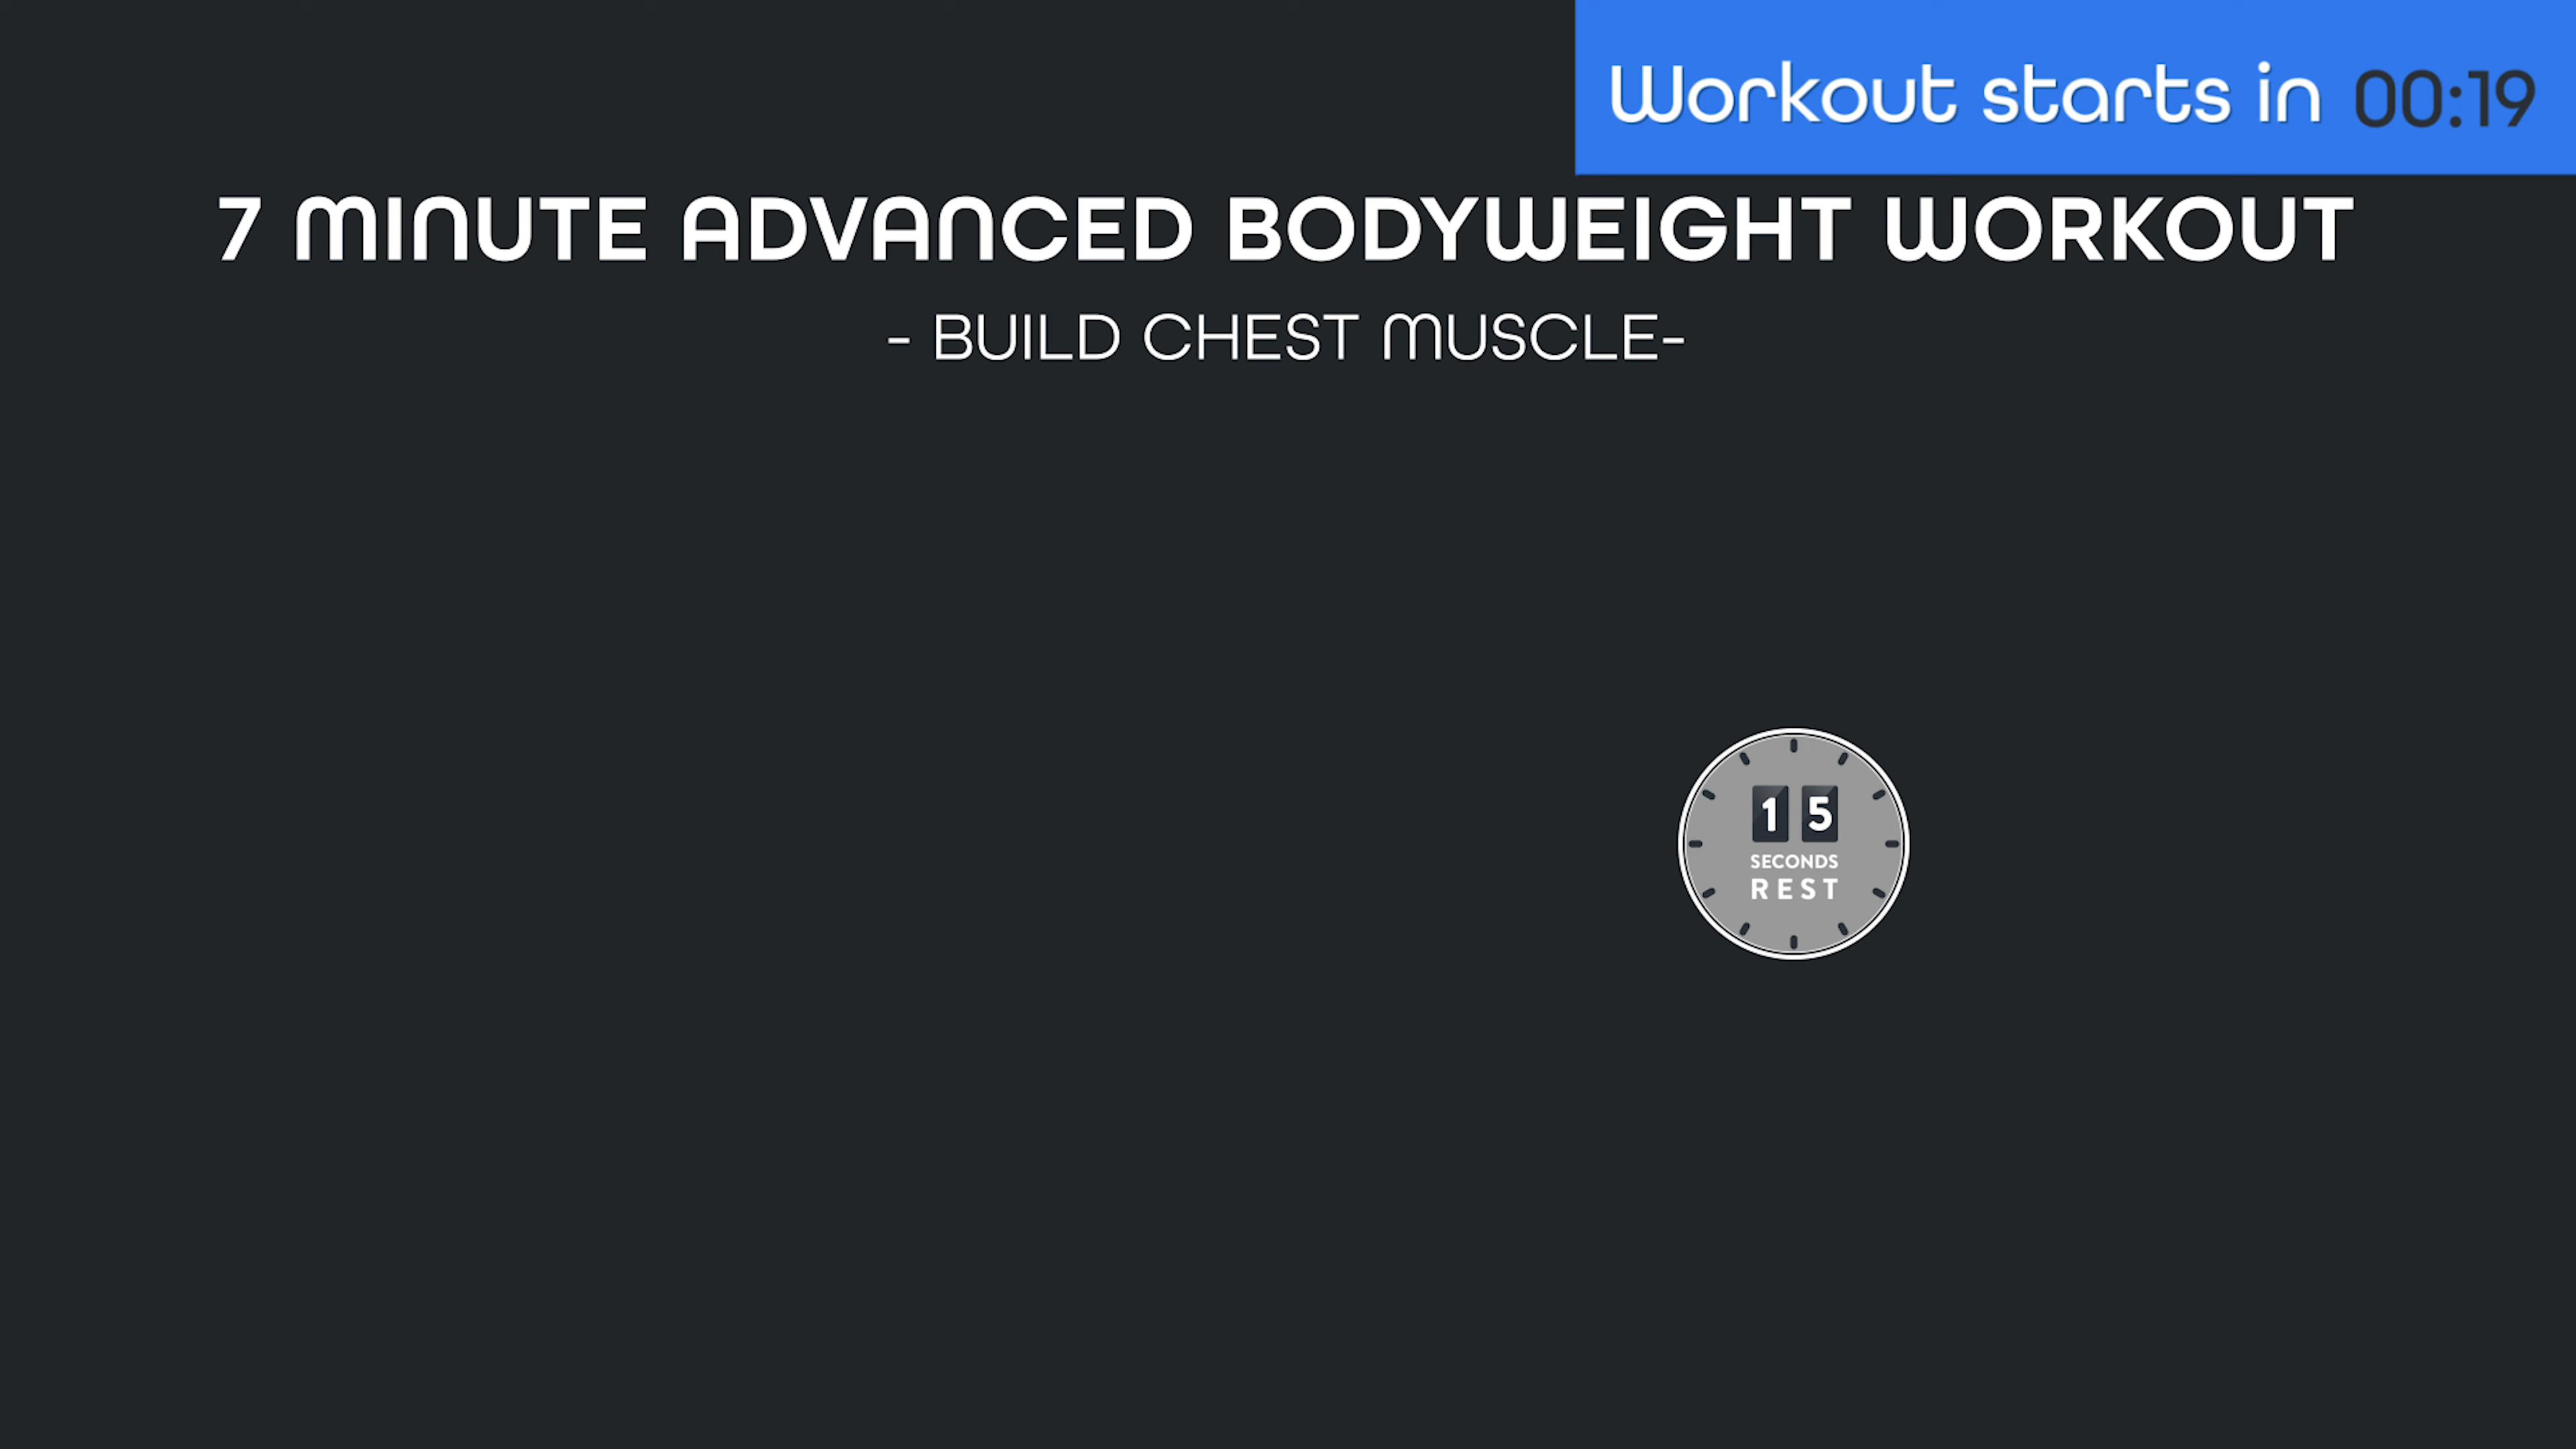 Workout starts in 00:19
7 MINUTE ADVANCED BODYWEIGHT WORKOUT
- BUILD CHEST MUSCLE-
15
SECONDS
REST